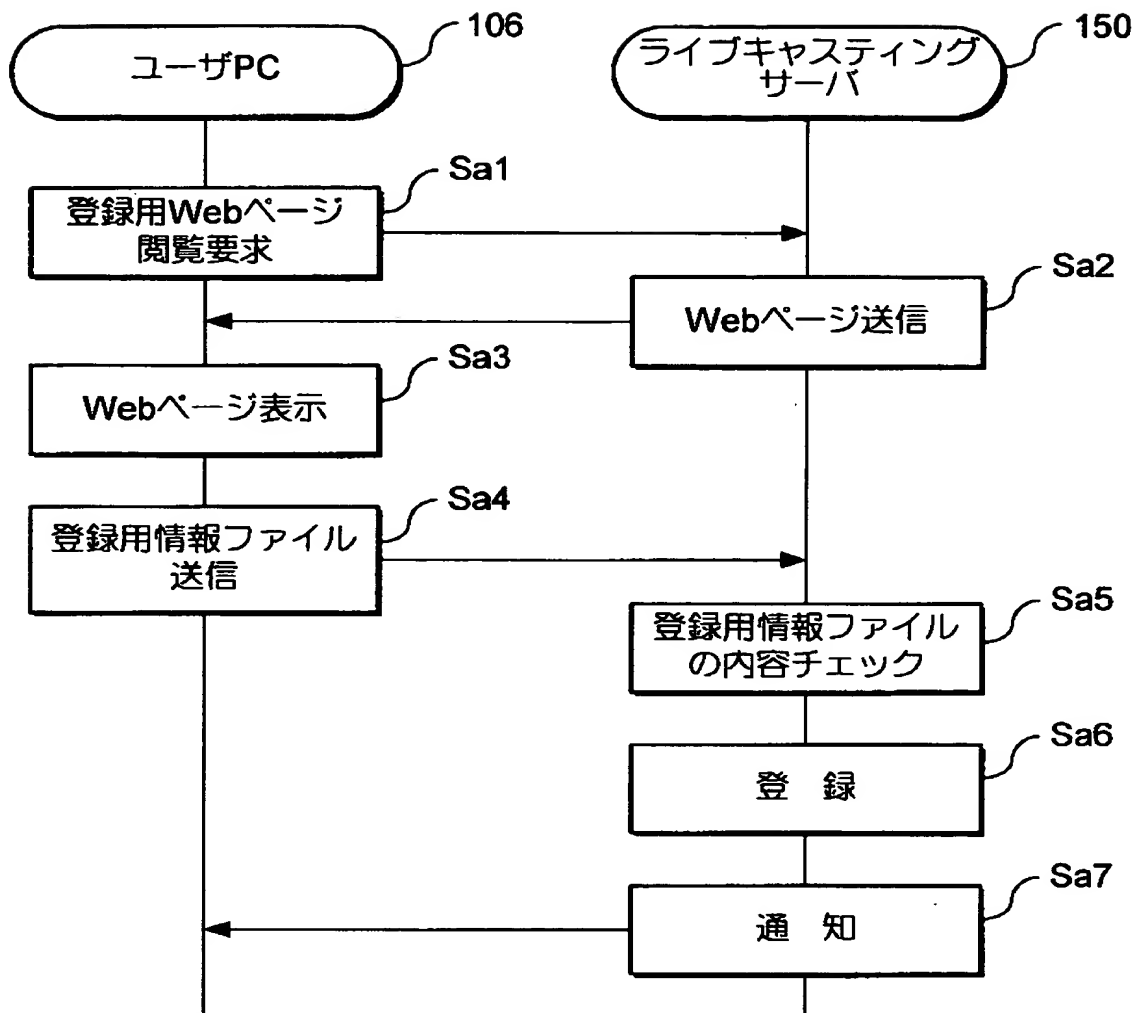 106
ユーザPC
150
ライブキャスティング
サーバ
Sa1
登録用Webページ
閲覧要求
Sa2
Webページ送信
Sa3
Webページ表示
Sa4
登録用情報ファイル
送信
Sa5
登録用情報ファイル
の内容チェック
Sa6
登 録
Sa7
通 知